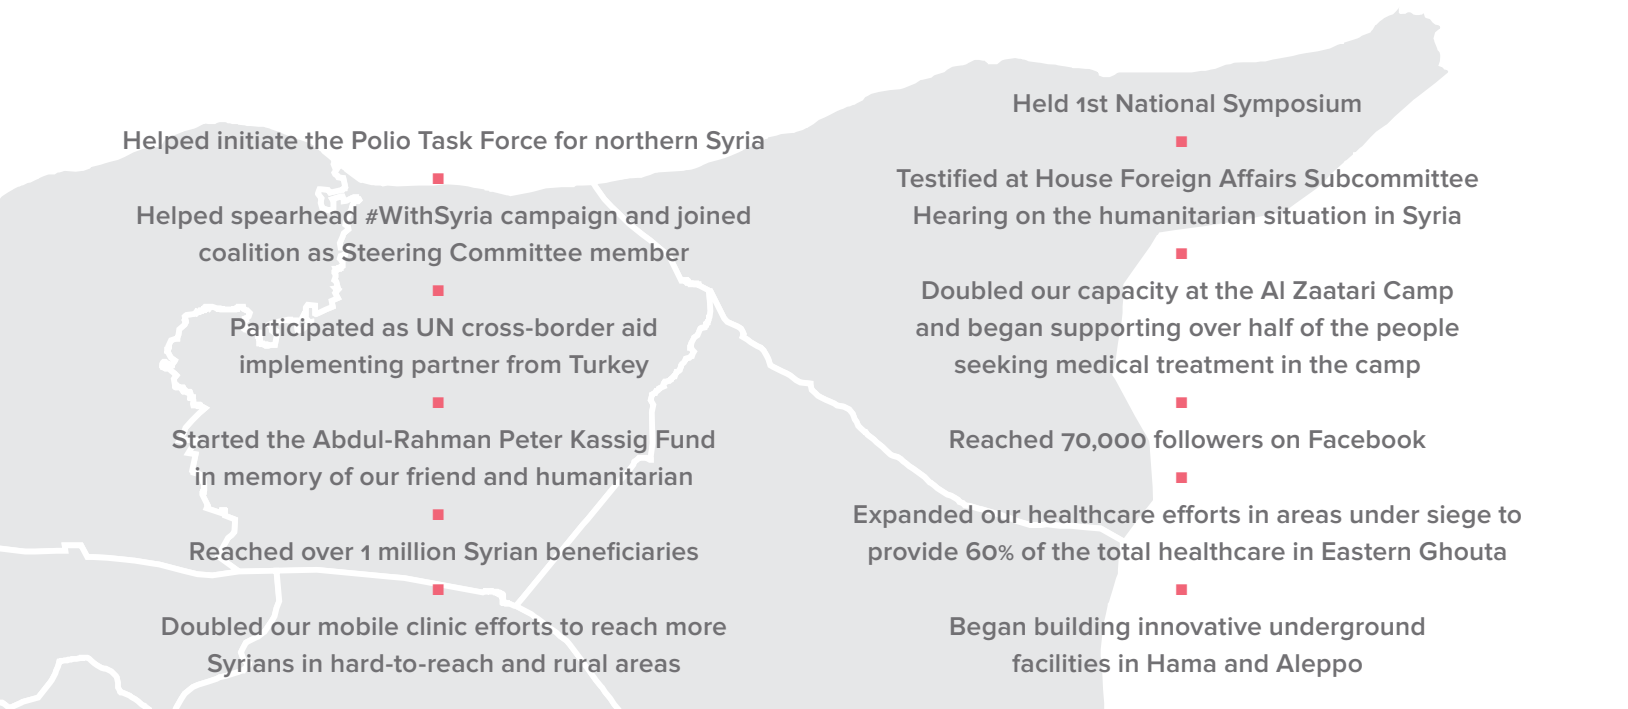 Helped initiate the Polio Task Force for northern Syria
Helped spearhead #WithSyria campaign and joined
coalition as Steering Committee member
Participated as UN cross-border aid
implementing partner from Turkey
Started the Abdul-Rahman Peter Kassig Fund
in memory of our friend and humanitarian
Reached over 1 million Syrian beneficiaries
Doubled our mobile clinic efforts to reach more
Syrians in hard-to-reach and rural areas
Held 1st National Symposium
Testified at House Foreign Affairs Subcommittee
Hearing on the humanitarian situation in Syria
Doubled our capacity at the Al Zaatari Camp
and began supporting over half of the people
seeking medical treatment in the camp
Reached 70,000 followers on Facebook
Expanded our healthcare efforts in areas under siege to
provide 60% of the total healthcare in Eastern Ghouta
Began building innovative underground
facilities in Hama and Aleppo